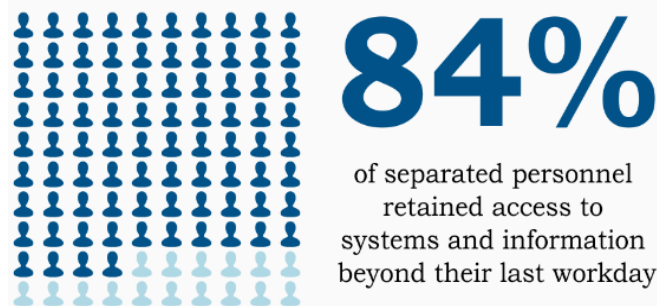 84%
of separated personnel
retained access to
systems and information
beyond their last workday